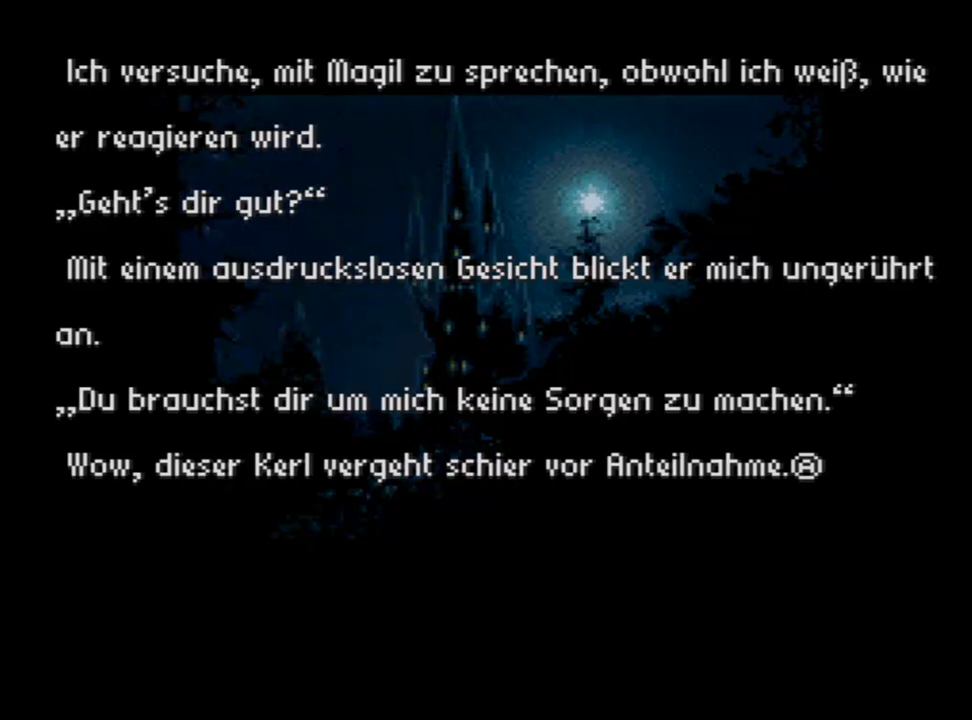 Ich versuche, mit Magil zu sprechen, obwohl ich weiß, wie
er reagieren wird.
„Geht's dir gut?“
Mit einem ausdruckslosen Gesicht blickt er mich ungerührt
an.
„Du brauchst dir um mich keine Sorgen zu machen.“
Wow, dieser Kerl vergeht schier vor Anteilnahme.Ⓐ